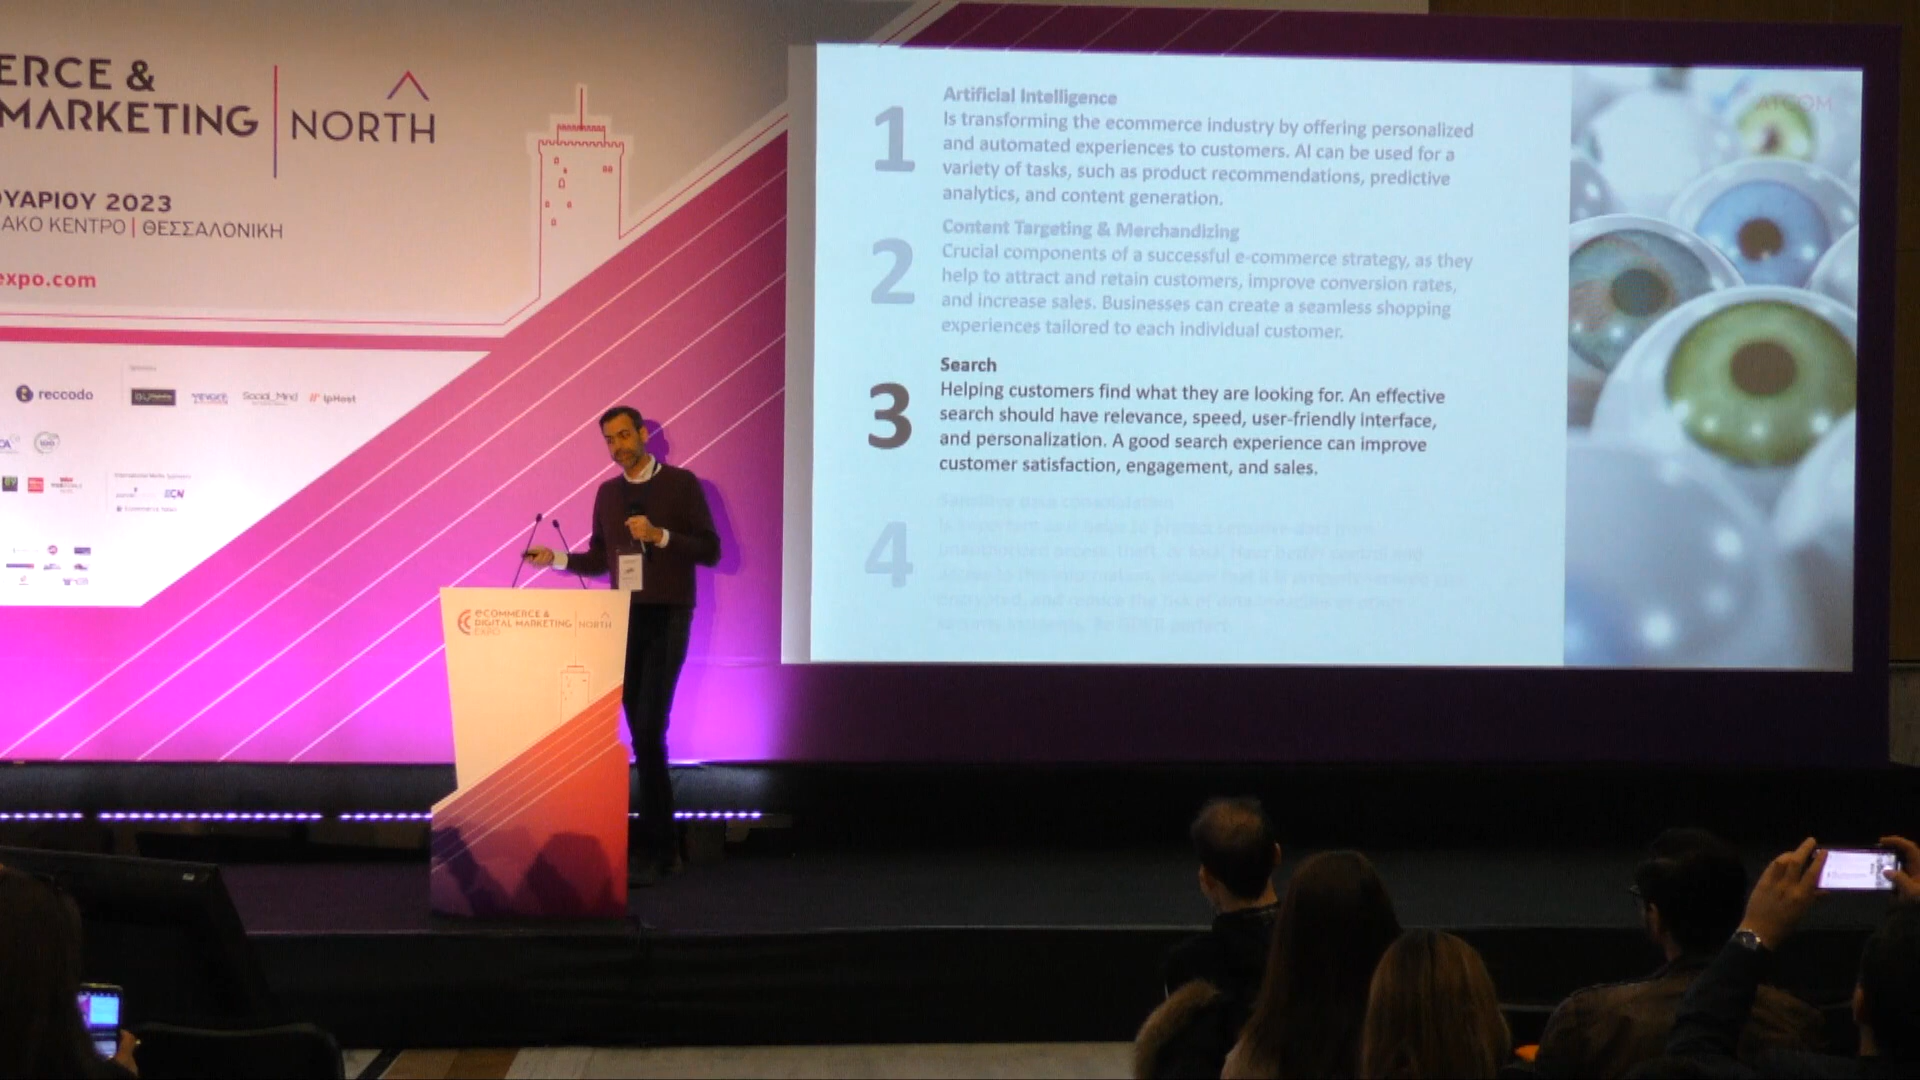 ERCE &
MARKETING
NORTH
ΟΥΑΡΙΟΥ 2023
ΙΑΚΟ ΚΕΝΤΡΟ | ΘΕΣΣΑΛΟΝΙΚΗ
expo.com
reccodo
Social_Mind
IpHost
International Media Sponsors
ECN
eCOMMERCE &
DIGITAL MARKETING
EXPO
NORTH
1
Artificial Intelligence
Is transforming the ecommerce industry by offering personalized
and automated experiences to customers. AI can be used for a
variety of tasks, such as product recommendations, predictive
analytics, and content generation.
2
Content Targeting & Merchandizing
Crucial components of a successful e-commerce strategy, as they
help to attract and retain customers, improve conversion rates,
and increase sales. Businesses can create a seamless shopping
experiences tailored to each individual customer.
3
Search
Helping customers find what they are looking for. An effective
search should have relevance, speed, user-friendly interface,
and personalization. A good search experience can improve
customer satisfaction, engagement, and sales.
4
ATCOM